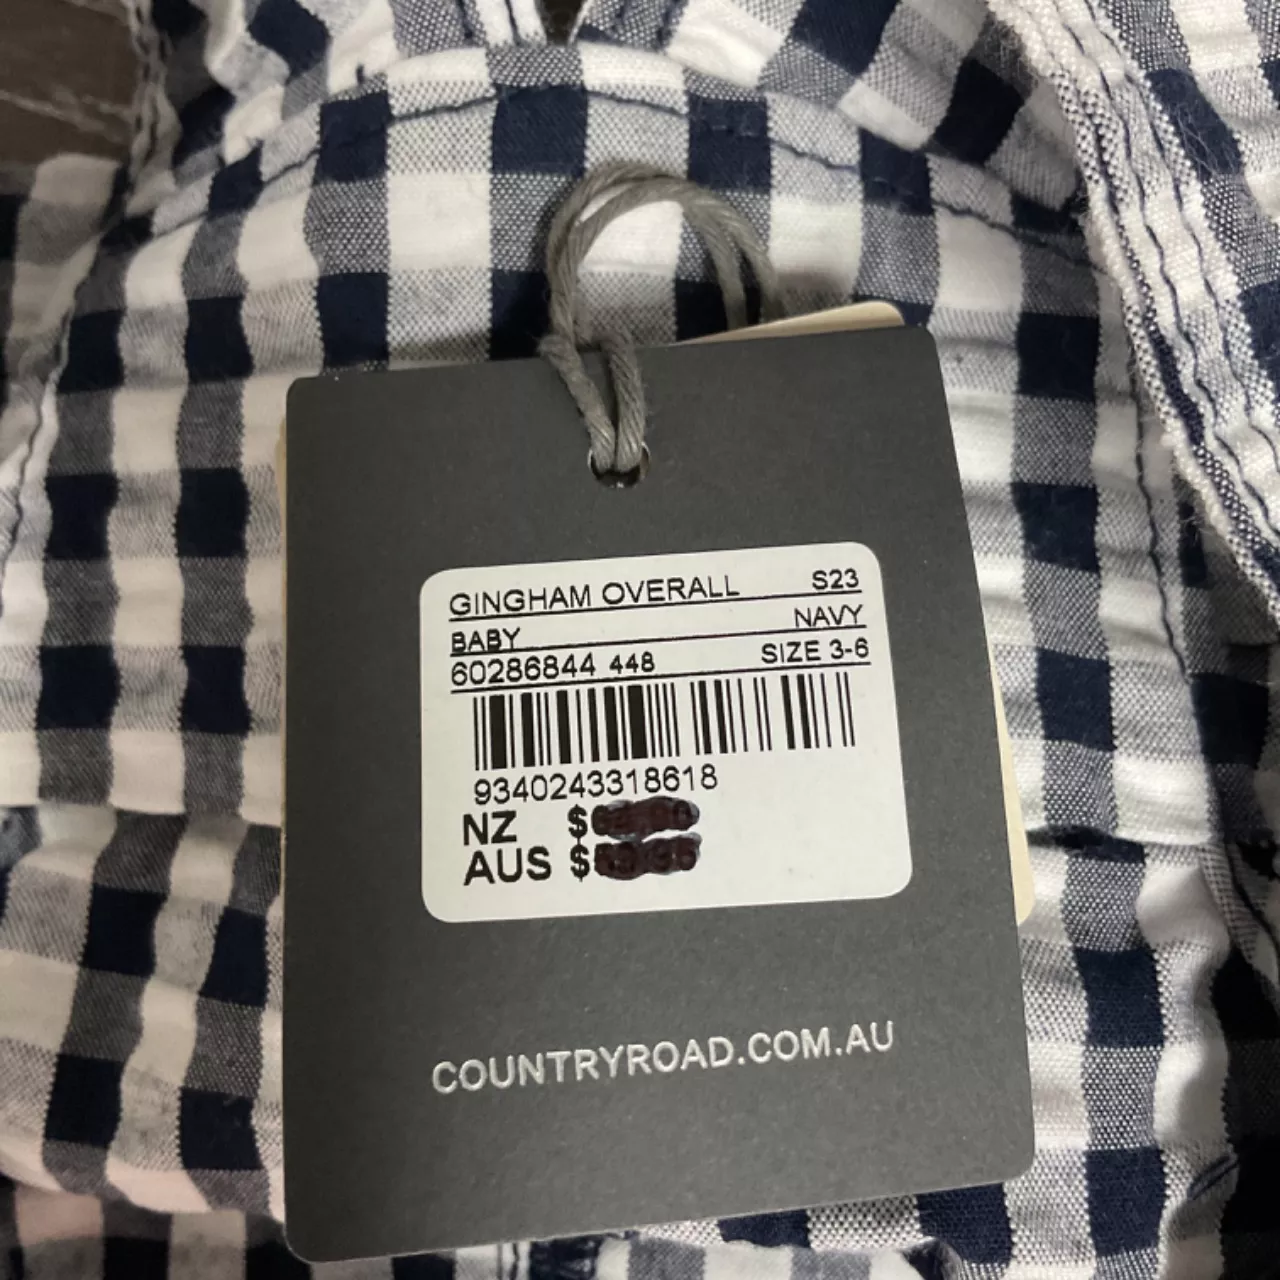 GINGHAM OVERALL S23
BABY NAVY
60286844 448 SIZE 3-6
9340243318618
NZ $
AUS $
COUNTRYROAD.COM.AU